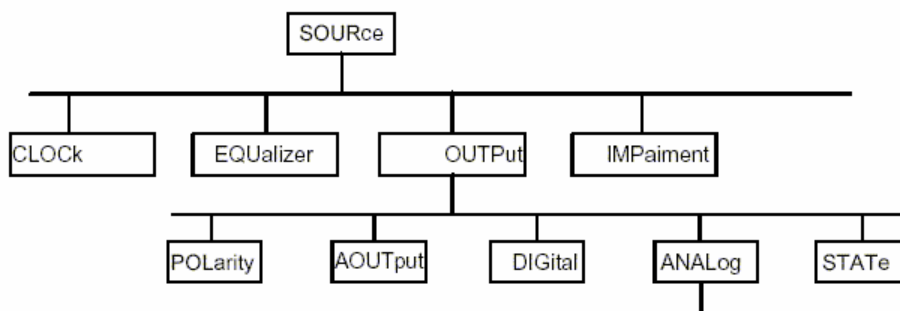 SOURce
CLOCk EQUalizer OUTPut IMPaiment
POLarity AOUTput DIGital ANALog STATe